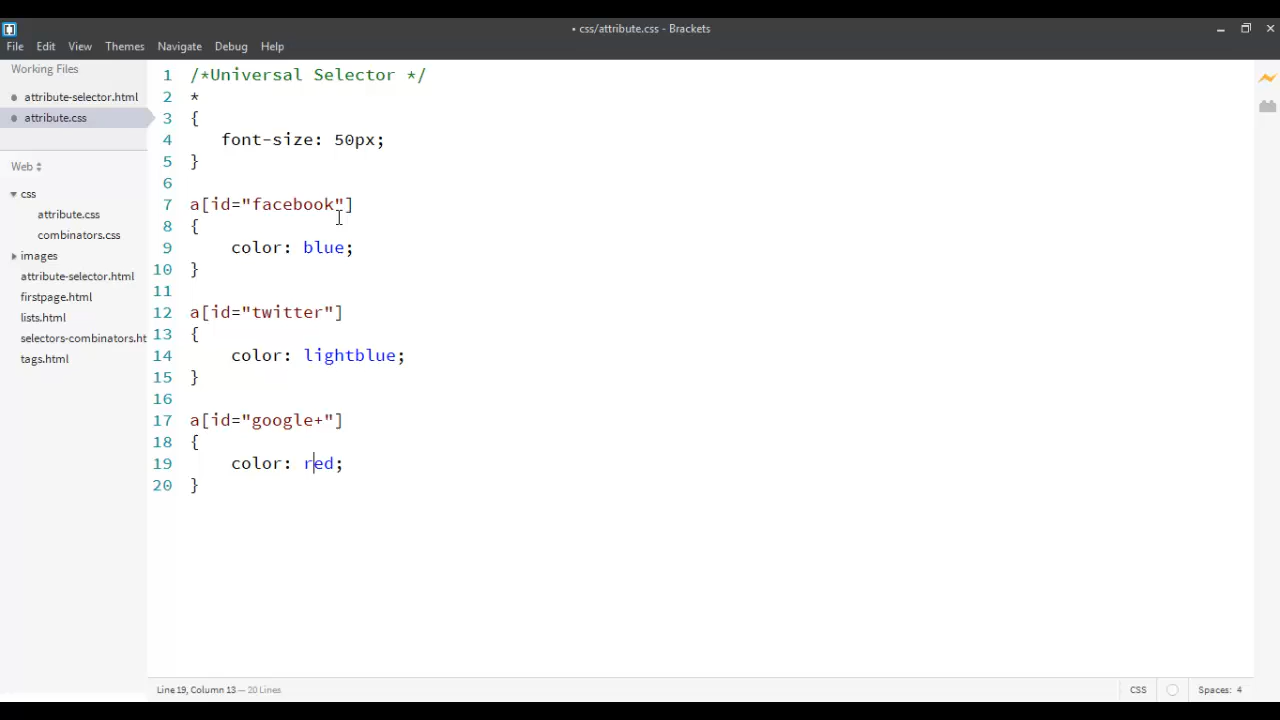 css/attribute.css - Brackets
File Edit View Themes Navigate Debug Help
Working Files
attribute-selector.html
attribute.css
Web
css
attribute.css
combinators.css
images
attribute-selector.html
firstpage.html
lists.html
selectors-combinators.ht
tags.html
1 /*Universal Selector */
2 *
3 {
4 font-size: 50px;
5 }
6
7 a[id="facebook"]
8 {
9 color: blue;
10 }
11
12 a[id="twitter"]
13 {
14 color: lightblue;
15 }
16
17 a[id="google+"]
18 {
19 color: red;
20 }
Line 19, Column 13 — 20 Lines
CSS
Spaces: 4